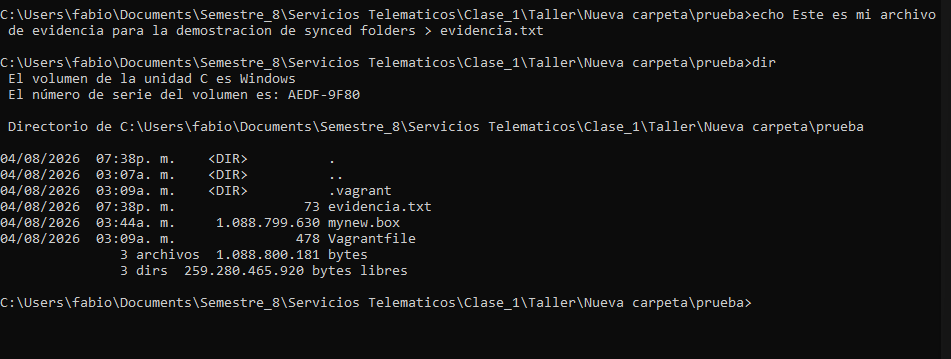 C:\Users\fabio\Documents\Semestre_8\Servicios Telematicos\Clase_1\Taller\Nueva carpeta\prueba>echo Este es mi archivo
 de evidencia para la demostracion de synced folders > evidencia.txt
C:\Users\fabio\Documents\Semestre_8\Servicios Telematicos\Clase_1\Taller\Nueva carpeta\prueba>dir
 El volumen de la unidad C es Windows
 El número de serie del volumen es: AEDF-9F80
 Directorio de C:\Users\fabio\Documents\Semestre_8\Servicios Telematicos\Clase_1\Taller\Nueva carpeta\prueba
04/08/2026  07:38p. m.    <DIR>          .
04/08/2026  03:07a. m.    <DIR>          ..
04/08/2026  03:09a. m.    <DIR>          .vagrant
04/08/2026  07:38p. m.                73 evidencia.txt
04/08/2026  03:44a. m.     1.088.799.630 mynew.box
04/08/2026  03:09a. m.               478 Vagrantfile
               3 archivos  1.088.800.181 bytes
               3 dirs  259.280.465.920 bytes libres
C:\Users\fabio\Documents\Semestre_8\Servicios Telematicos\Clase_1\Taller\Nueva carpeta\prueba>